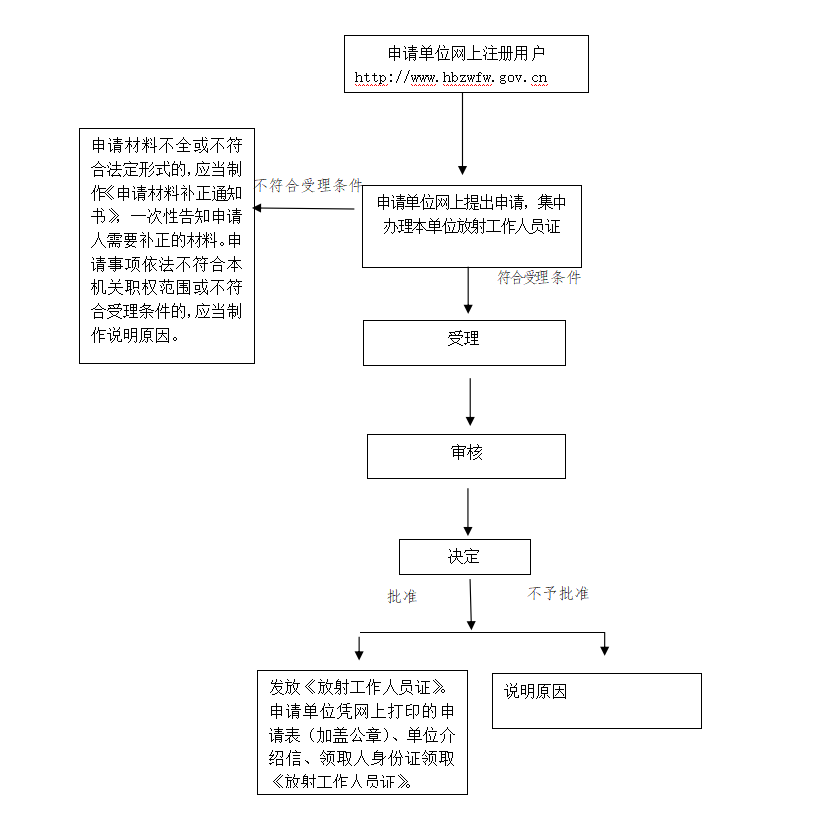 申请单位网上注册用户
http://www.hbzwfw.gov.cn
申请材料不全或不符
合法定形式的,应当制
作《申请材料补正通知
书》,一次性告知申请
人需要补正的材料。申
请事项依法不符合本
机关职权范围或不符
合受理条件的,应当制
作说明原因。
不符合受理条件
申请单位网上提出申请，集中
办理本单位放射工作人员证
符合受理条件
受理
审核
决定
批准
不予批准
发放《放射工作人员证》。
申请单位凭网上打印的申
请表（加盖公章）、单位介
绍信、领取人身份证领取
《放射工作人员证》。
说明原因